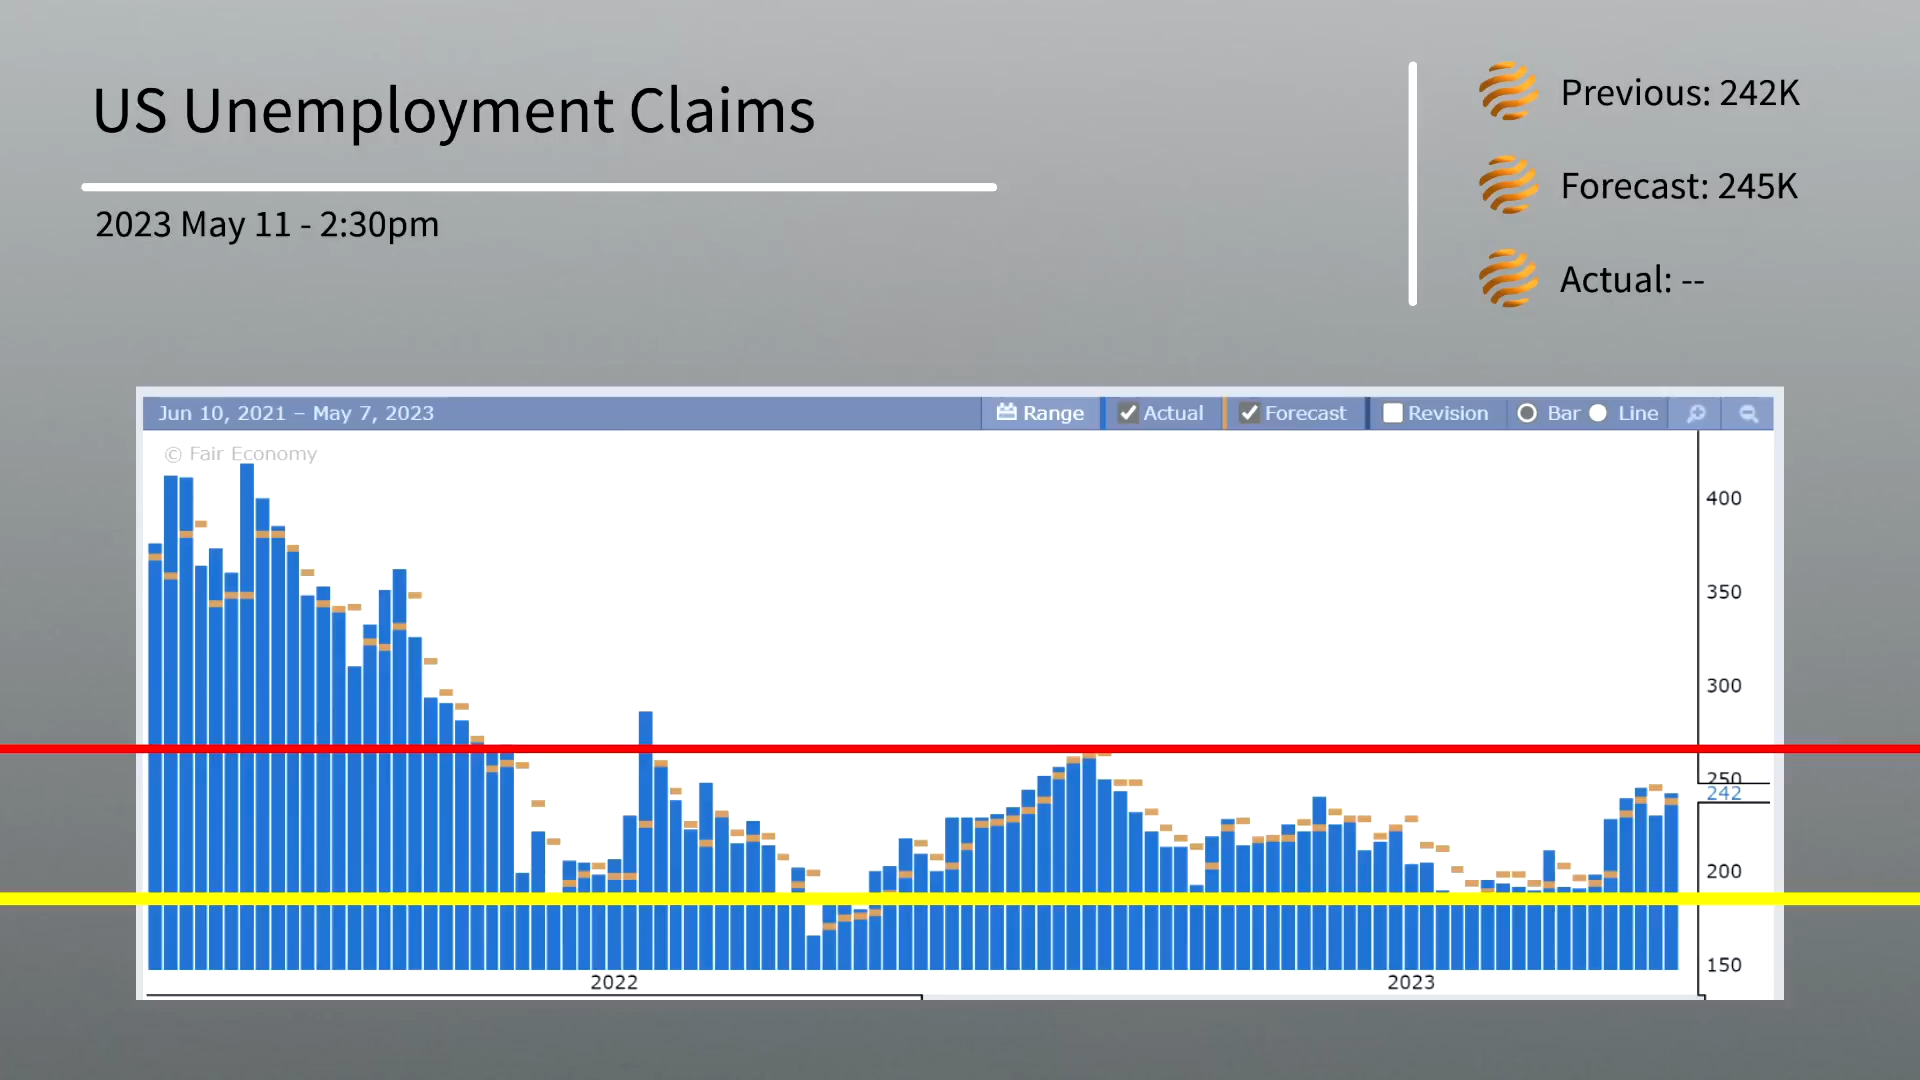 US Unemployment Claims
2023 May 11 - 2:30pm
Previous: 242K
Forecast: 245K
Actual: --
Jun 10, 2021 – May 7, 2023
Range
Actual
Forecast
Revision
Bar
Line
© Fair Economy
400
350
300
250
242
200
150
2022
2023